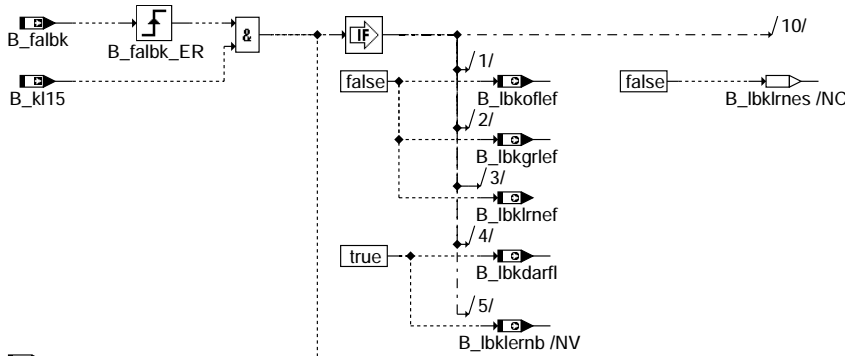 10/
B_falbk
B_falbk_ER
&
IF
1/
B_kl15
false
B_lbkoflef
false
B_lbklrnes /NC
2/
B_lbkgrlef
3/
B_lbklrnef
4/
true
B_lbkdarfl
5/
B_lbklernb /NV